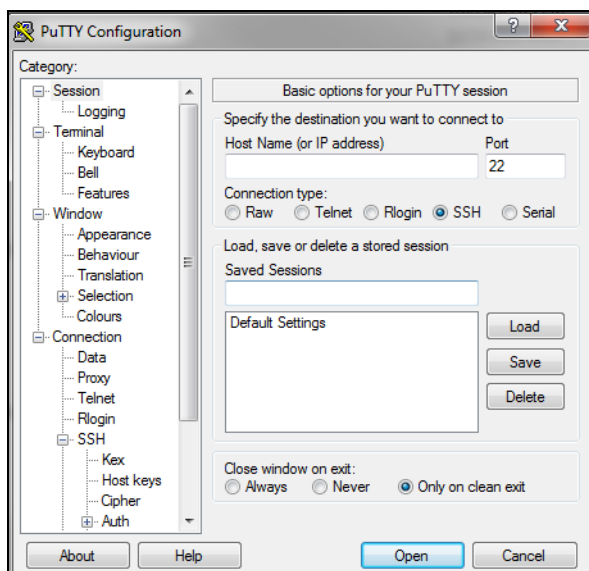 PuTTY Configuration
Category:
Session
Logging
Terminal
Keyboard
Bell
Features
Window
Appearance
Behaviour
Translation
Selection
Colours
Connection
Data
Proxy
Telnet
Rlogin
SSH
Kex
Host keys
Cipher
Auth
Basic options for your PuTTY session
Specify the destination you want to connect to
Host Name (or IP address) Port
22
Connection type:
Raw Telnet Rlogin SSH Serial
Load, save or delete a stored session
Saved Sessions
Default Settings
Load
Save
Delete
Close window on exit:
Always Never Only on clean exit
About Help Open Cancel